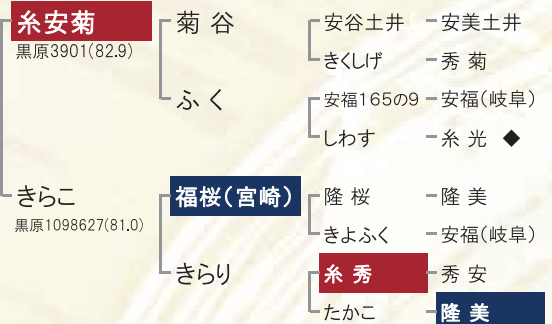 糸安菊
黒原3901(82.9)
菊谷
安谷土井
安美土井
きくしげ
秀菊
ふく
安福165の9
安福(岐阜)
しわす
糸光 ◆
きらこ
黒原1098627(81.0)
福桜(宮崎)
隆桜
隆美
きよふく
安福(岐阜)
きらり
糸秀
秀安
たかこ
隆美